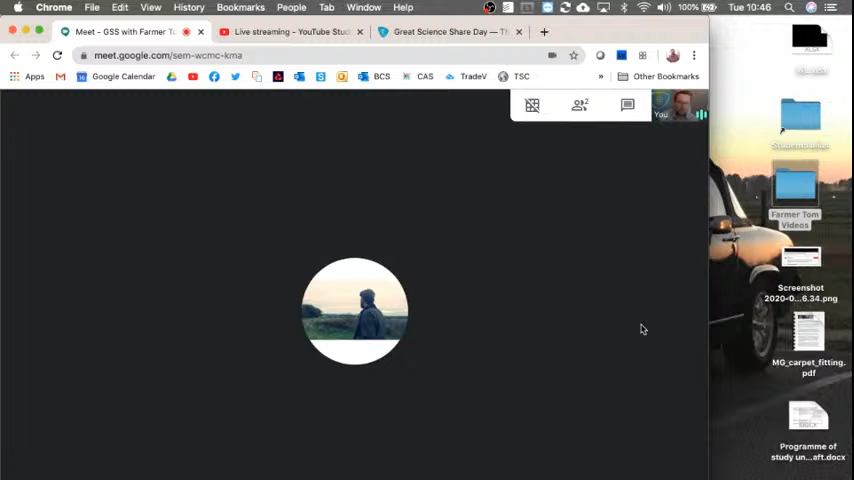 Chrome File Edit View History Bookmarks People Tab Window Help 100% Tue 10:46
Meet - GSS with Farmer To
Live streaming - YouTube Stud
Great Science Share Day — Th
meet.google.com/sem-wcmc-kma
Apps Google Calendar BCS CAS TradeV TSC » Other Bookmarks
2
You
XLSX
Farmer Tom
Videos
Screenshot
2020-0...6.34.png
MG_carpet_fitting.
pdf
Programme of
study un...aft.docx